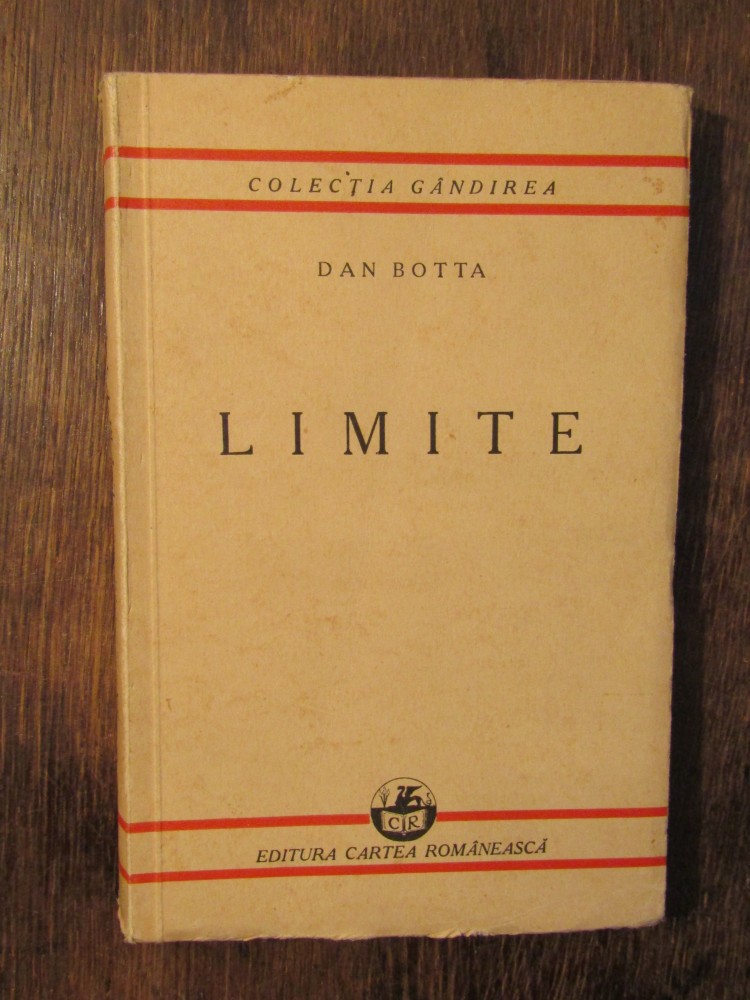 COLECȚIA GÂNDIREA
DAN BOTTA
LIMITE
CR
EDITURA CARTEA ROMÂNEASCĂ